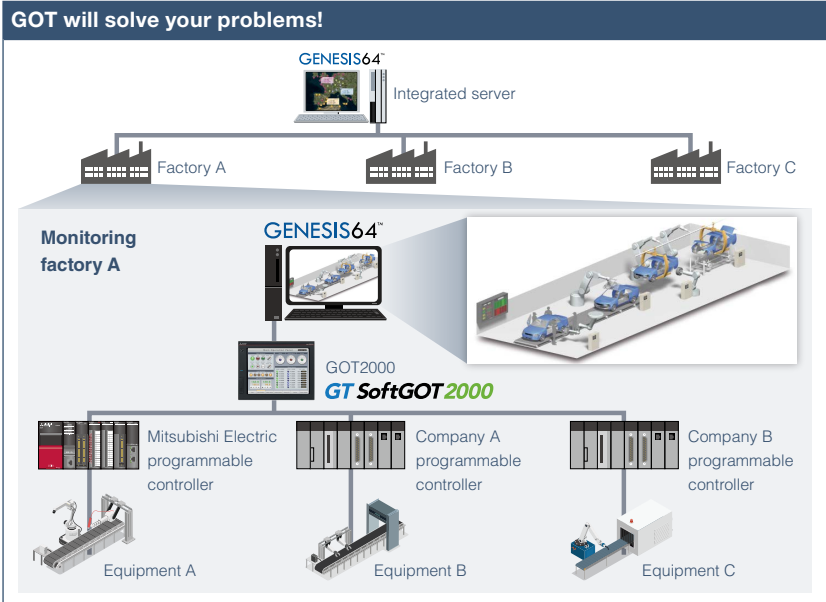 GOT will solve your problems!
GENESIS64™
Integrated server
Factory A
Factory B
Factory C
Monitoring
factory A
GENESIS64™
GOT2000
GT SoftGOT2000
Mitsubishi Electric
programmable
controller
Company A
programmable
controller
Company B
programmable
controller
Equipment A
Equipment B
Equipment C